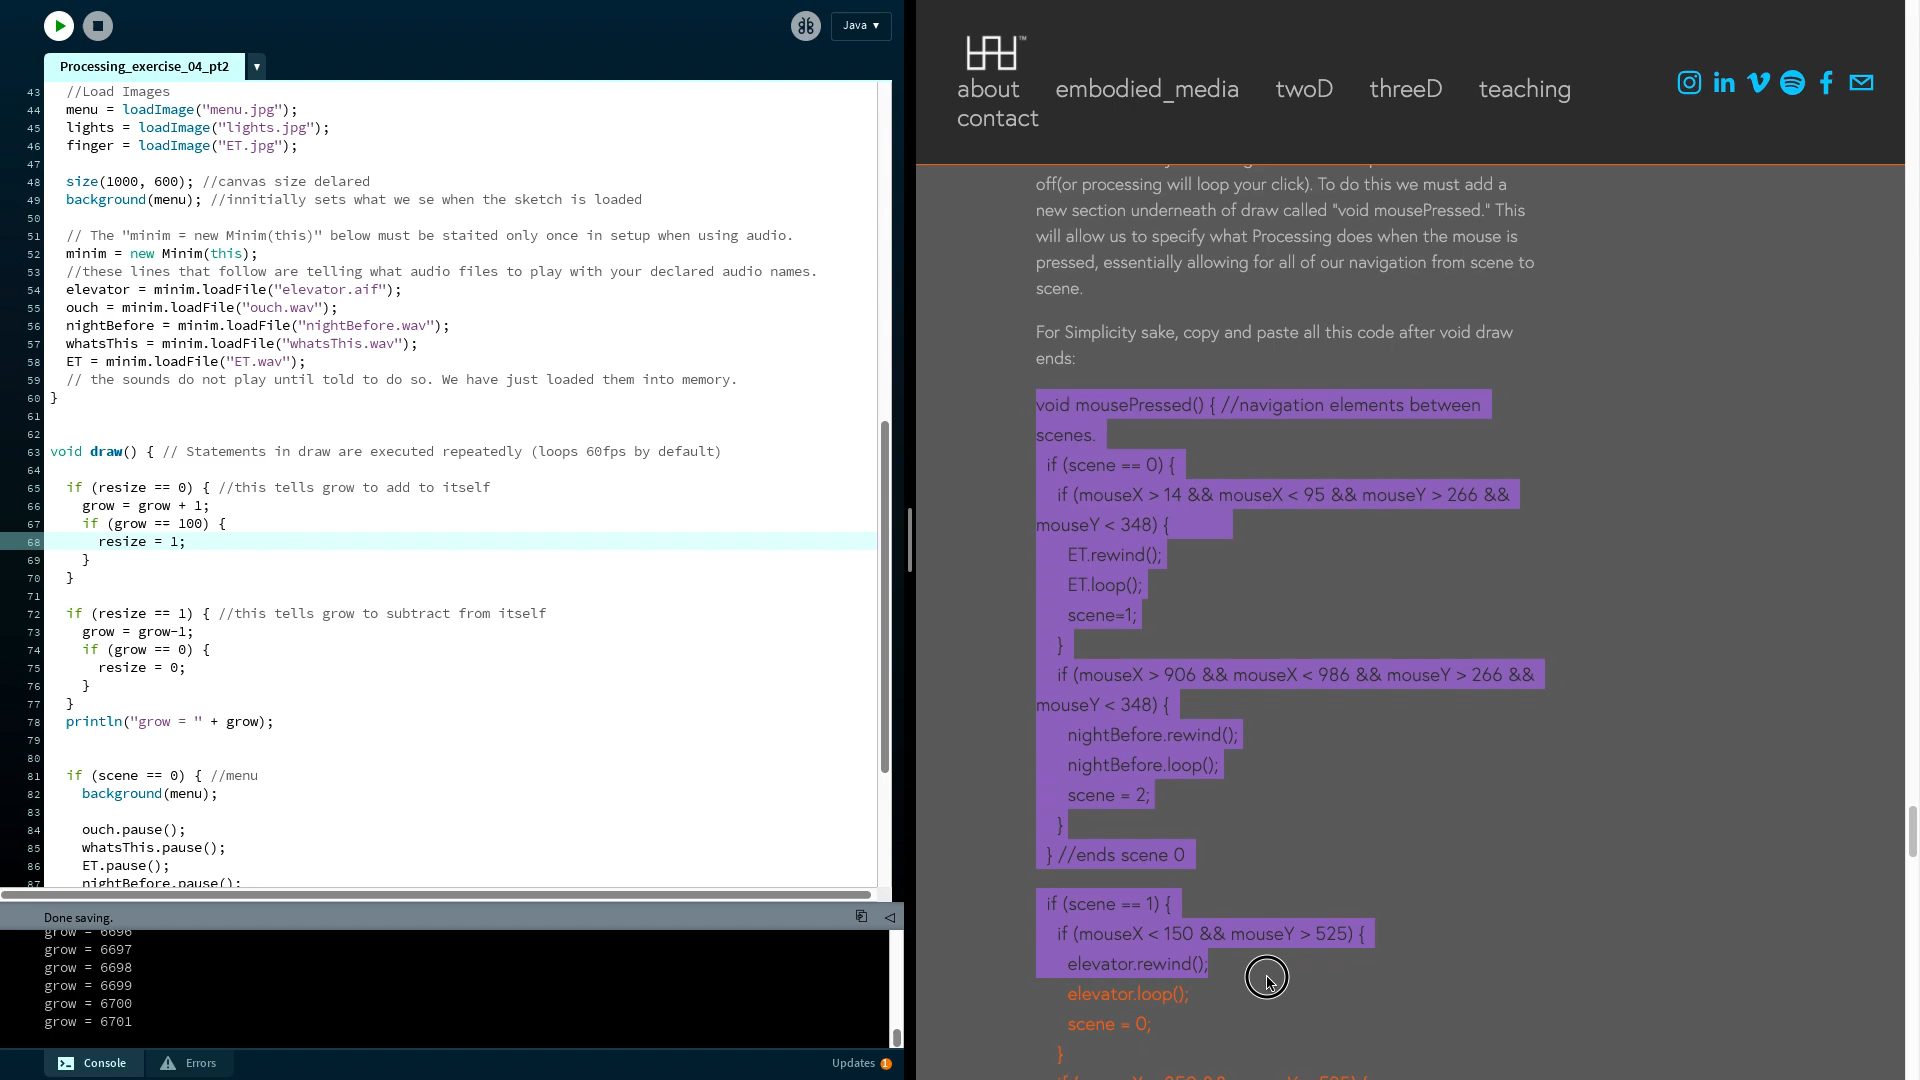 Java ▾
Processing_exercise_04_pt2 ▾
43 //Load Images
44 menu = loadImage("menu.jpg");
45 lights = loadImage("lights.jpg");
46 finger = loadImage("ET.jpg");
47
48 size(1000, 600); //canvas size delared
49 background(menu); //innitially sets what we se when the sketch is loaded
50
51 // The "minim = new Minim(this)" below must be staited only once in setup when using audio.
52 minim = new Minim(this);
53 //these lines that follow are telling what audio files to play with your declared audio names.
54 elevator = minim.loadFile("elevator.aif");
55 ouch = minim.loadFile("ouch.wav");
56 nightBefore = minim.loadFile("nightBefore.wav");
57 whatsThis = minim.loadFile("whatsThis.wav");
58 ET = minim.loadFile("ET.wav");
59 // the sounds do not play until told to do so. We have just loaded them into memory.
60 }
61
62
63 void draw() { // Statements in draw are executed repeatedly (loops 60fps by default)
64
65 if (resize == 0) { //this tells grow to add to itself
66 grow = grow + 1;
67 if (grow == 100) {
68 resize = 1;
69 }
70 }
71
72 if (resize == 1) { //this tells grow to subtract from itself
73 grow = grow-1;
74 if (grow == 0) {
75 resize = 0;
76 }
77 }
78 println("grow = " + grow);
79
80
81 if (scene == 0) { //menu
82 background(menu);
83
84 ouch.pause();
85 whatsThis.pause();
86 ET.pause();
87 nightBefore.pause();
Done saving.
grow = 6696
grow = 6697
grow = 6698
grow = 6699
grow = 6700
grow = 6701
Console Errors
Updates 1
™
about embodied_media twoD threeD teaching
contact
off(or processing will loop your click). To do this we must add a
new section underneath of draw called "void mousePressed." This
will allow us to specify what Processing does when the mouse is
pressed, essentially allowing for all of our navigation from scene to
scene.
For Simplicity sake, copy and paste all this code after void draw
ends:
void mousePressed() { //navigation elements between
scenes.
if (scene == 0) {
if (mouseX > 14 && mouseX < 95 && mouseY > 266 &&
mouseY < 348) {
ET.rewind();
ET.loop();
scene=1;
}
if (mouseX > 906 && mouseX < 986 && mouseY > 266 &&
mouseY < 348) {
nightBefore.rewind();
nightBefore.loop();
scene = 2;
}
} //ends scene 0
if (scene == 1) {
if (mouseX < 150 && mouseY > 525) {
elevator.rewind();
elevator.loop();
scene = 0;
}